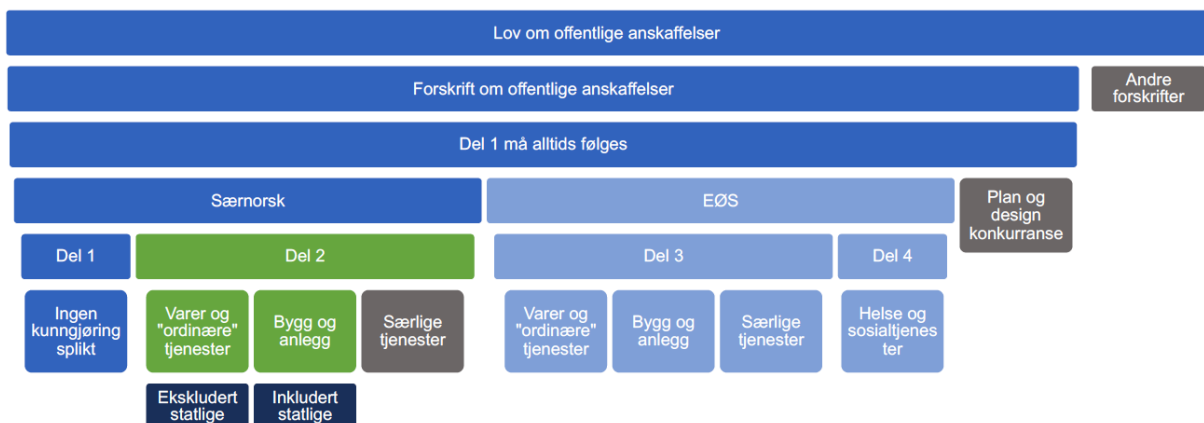 Lov om offentlige anskaffelser
Forskrift om offentlige anskaffelser
Andre
forskrifter
Del 1 må alltids følges
Særnorsk
EØS
Plan og
design
konkurranse
Del 1
Del 2
Del 3
Del 4
Ingen
kunngjøring
splikt
Varer og
"ordinære"
tjenester
Bygg og
anlegg
Særlige
tjenester
Varer og
"ordinære"
tjenester
Bygg og
anlegg
Særlige
tjenester
Helse og
sosialtjenes
ter
Ekskludert
statlige
Inkludert
statlige